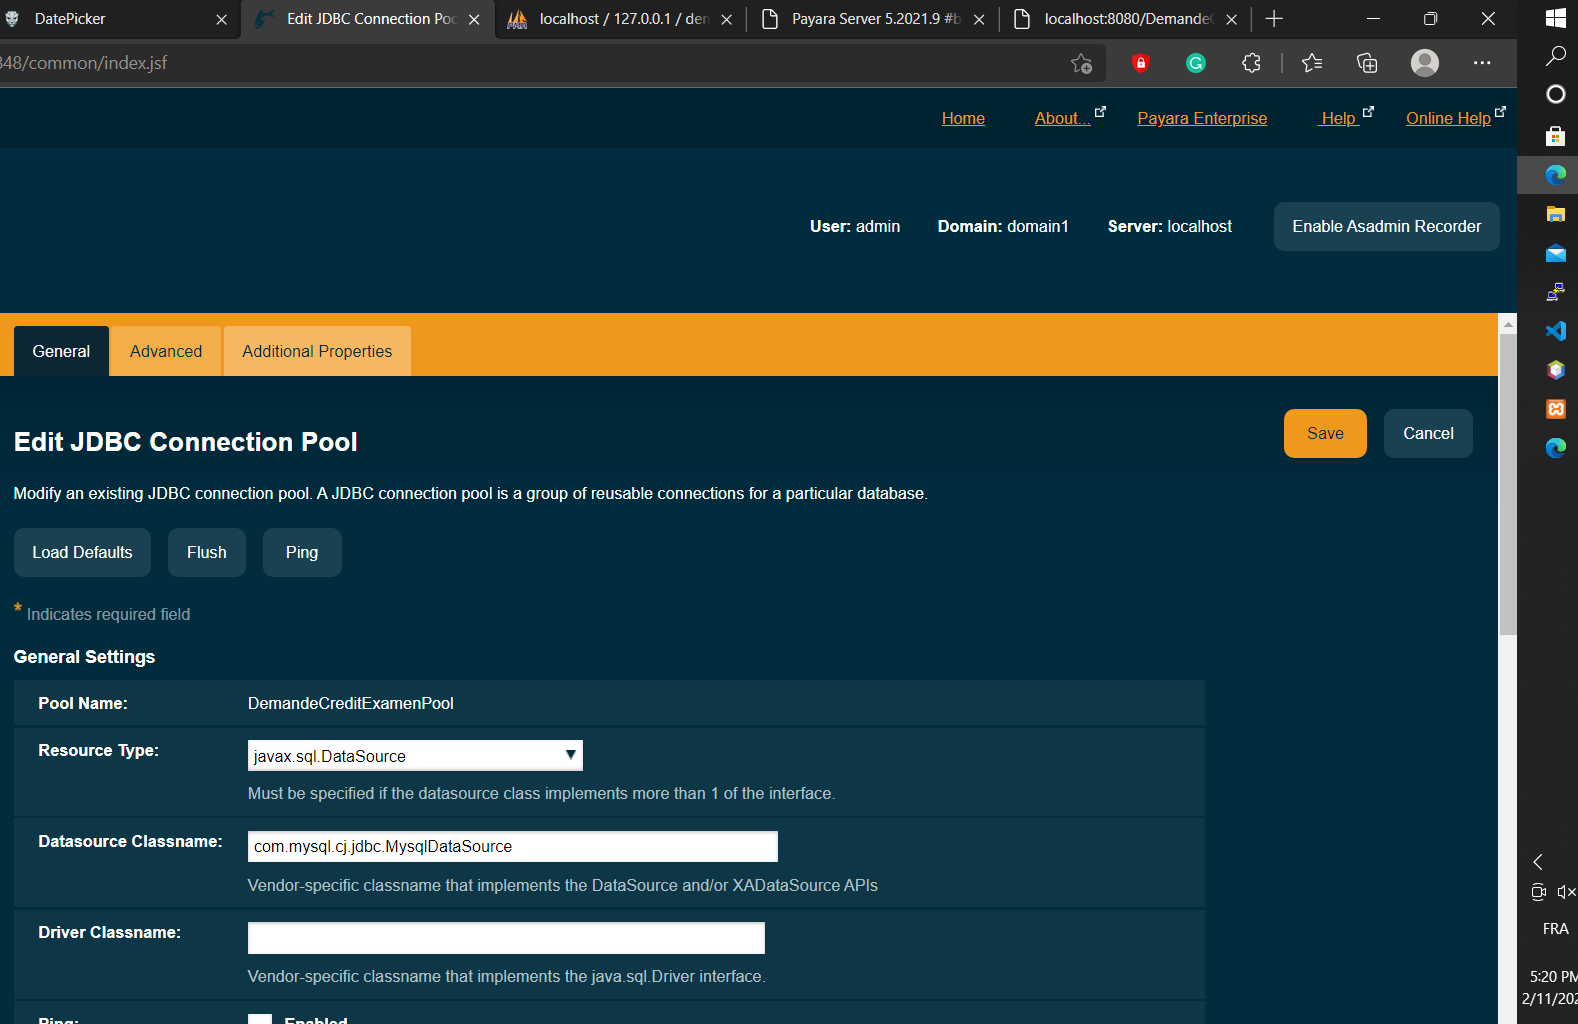 DatePicker
Edit JDBC Connection Poo
localhost / 127.0.0.1 / den
Payara Server 5.2021.9 #b
localhost:8080/DemandeC
348/common/index.jsf
Home
About...
Payara Enterprise
Help
Online Help
User: admin
Domain: domain1
Server: localhost
Enable Asadmin Recorder
General
Advanced
Additional Properties
Edit JDBC Connection Pool
Save
Cancel
Modify an existing JDBC connection pool. A JDBC connection pool is a group of reusable connections for a particular database.
Load Defaults
Flush
Ping
* Indicates required field
General Settings
Pool Name: DemandeCreditExamenPool
Resource Type: javax.sql.DataSource
Must be specified if the datasource class implements more than 1 of the interface.
Datasource Classname: com.mysql.cj.jdbc.MysqlDataSource
Vendor-specific classname that implements the DataSource and/or XADataSource APIs
Driver Classname:
Vendor-specific classname that implements the java.sql.Driver interface.
Ping: Enabled
FRA
5:20 PM
2/11/202